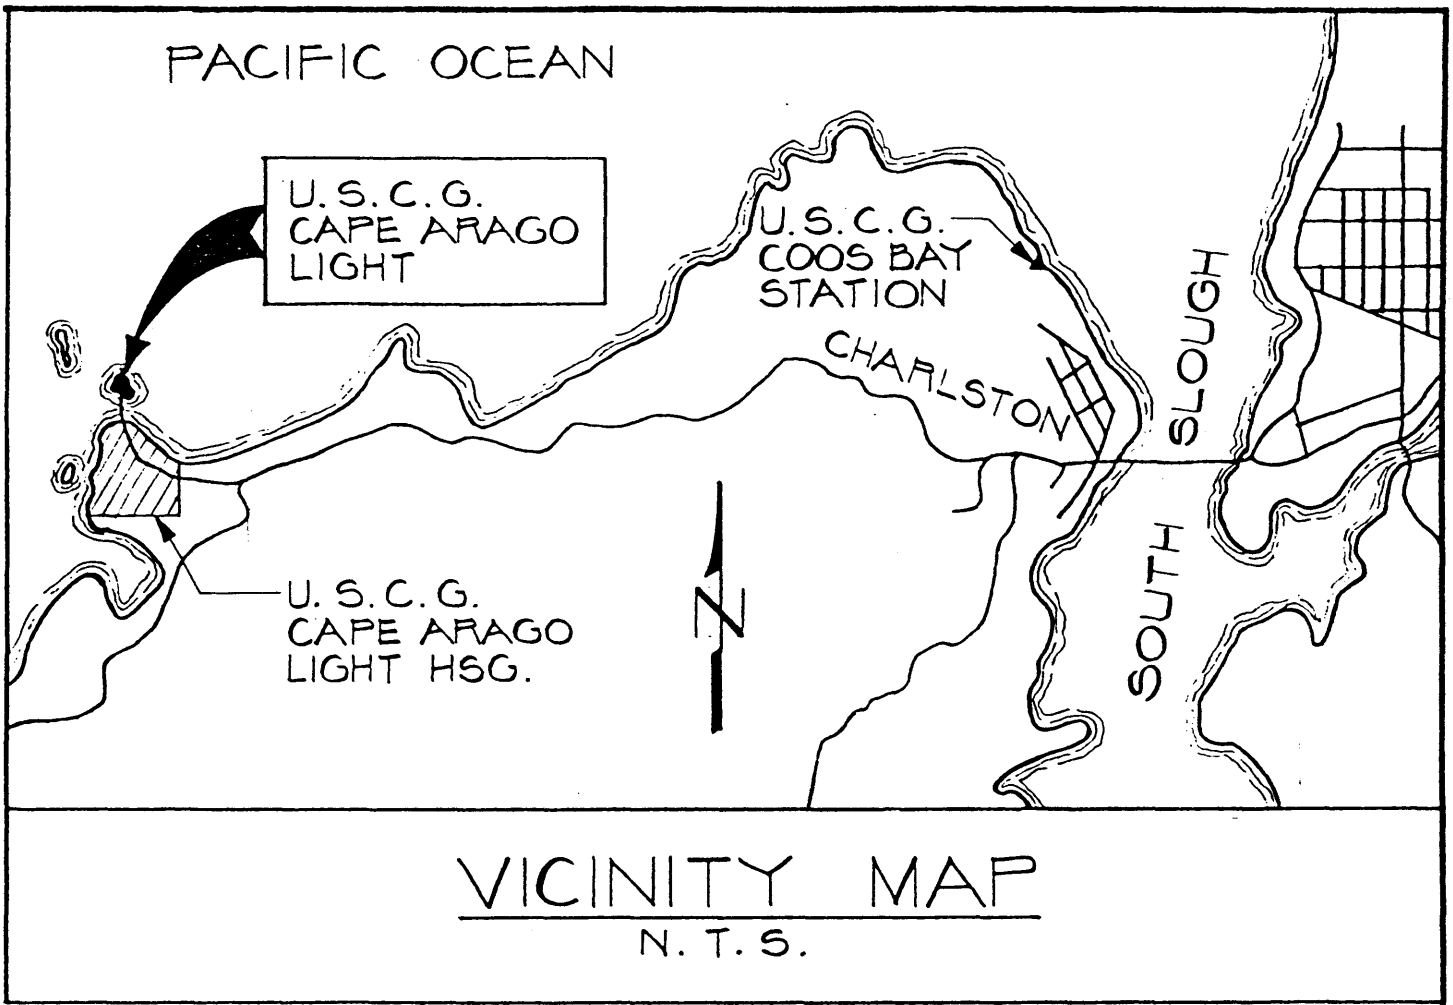 PACIFIC OCEAN
U.S.C.G.
CAPE ARAGO
LIGHT
U.S.C.G.
COOS BAY
STATION
CHARLSTON
SOUTH SLOUGH
U.S.C.G.
CAPE ARAGO
LIGHT HSG.
N
VICINITY MAP
N.T.S.